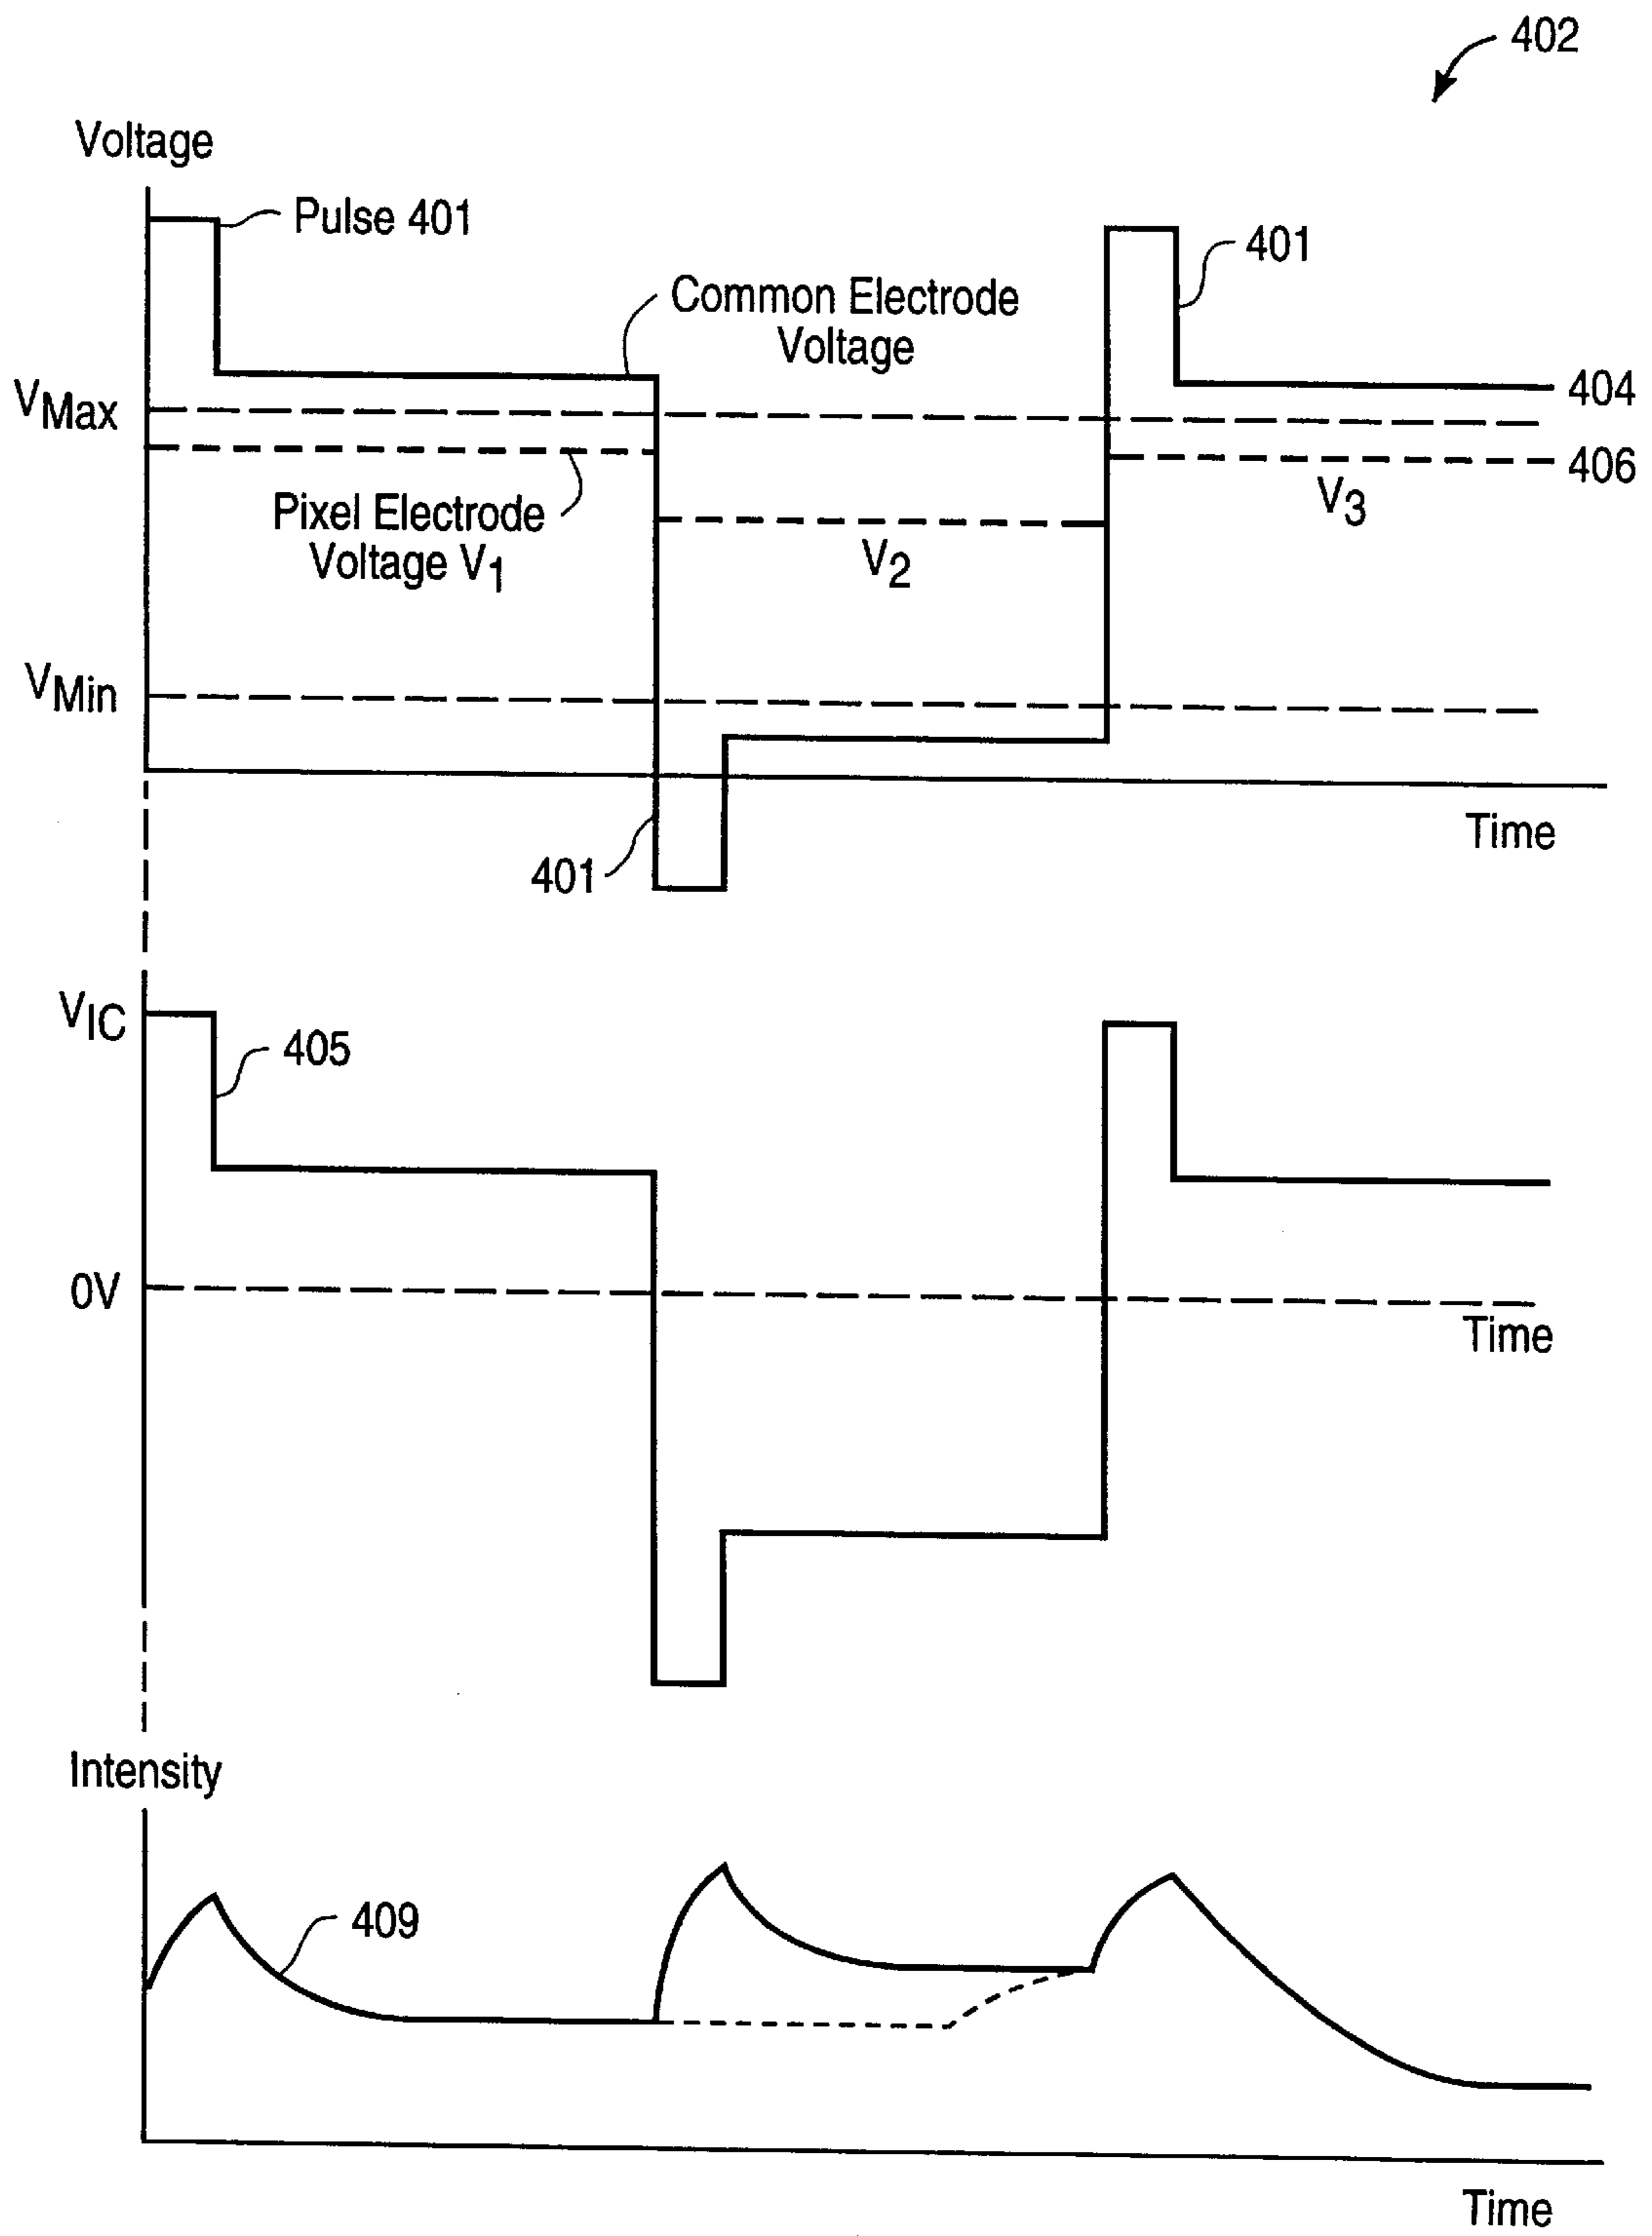 402
Voltage
Pulse 401
401
Common Electrode
Voltage
VMax
404
406
Pixel Electrode
Voltage V1
V2
V3
VMin
Time
401
VIC
405
0V
Time
Intensity
409
Time